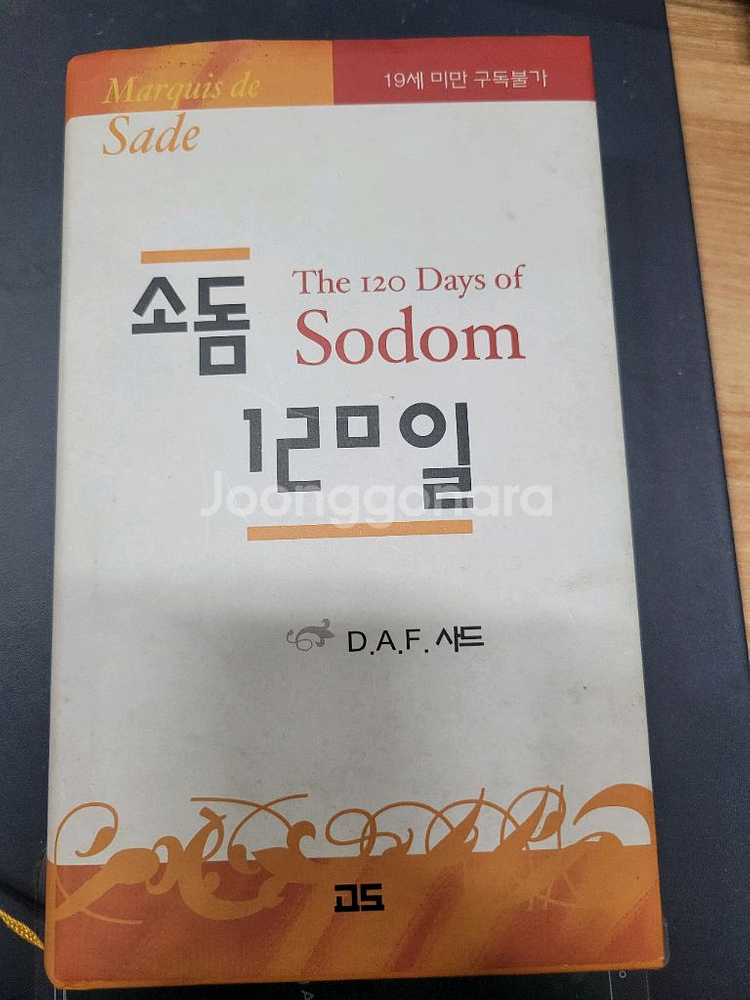 Marquis de
Sade
19세 미만 구독불가
소돔
The 120 Days of
Sodom
120일
Joonggonara
D.A.F. 사드
고도